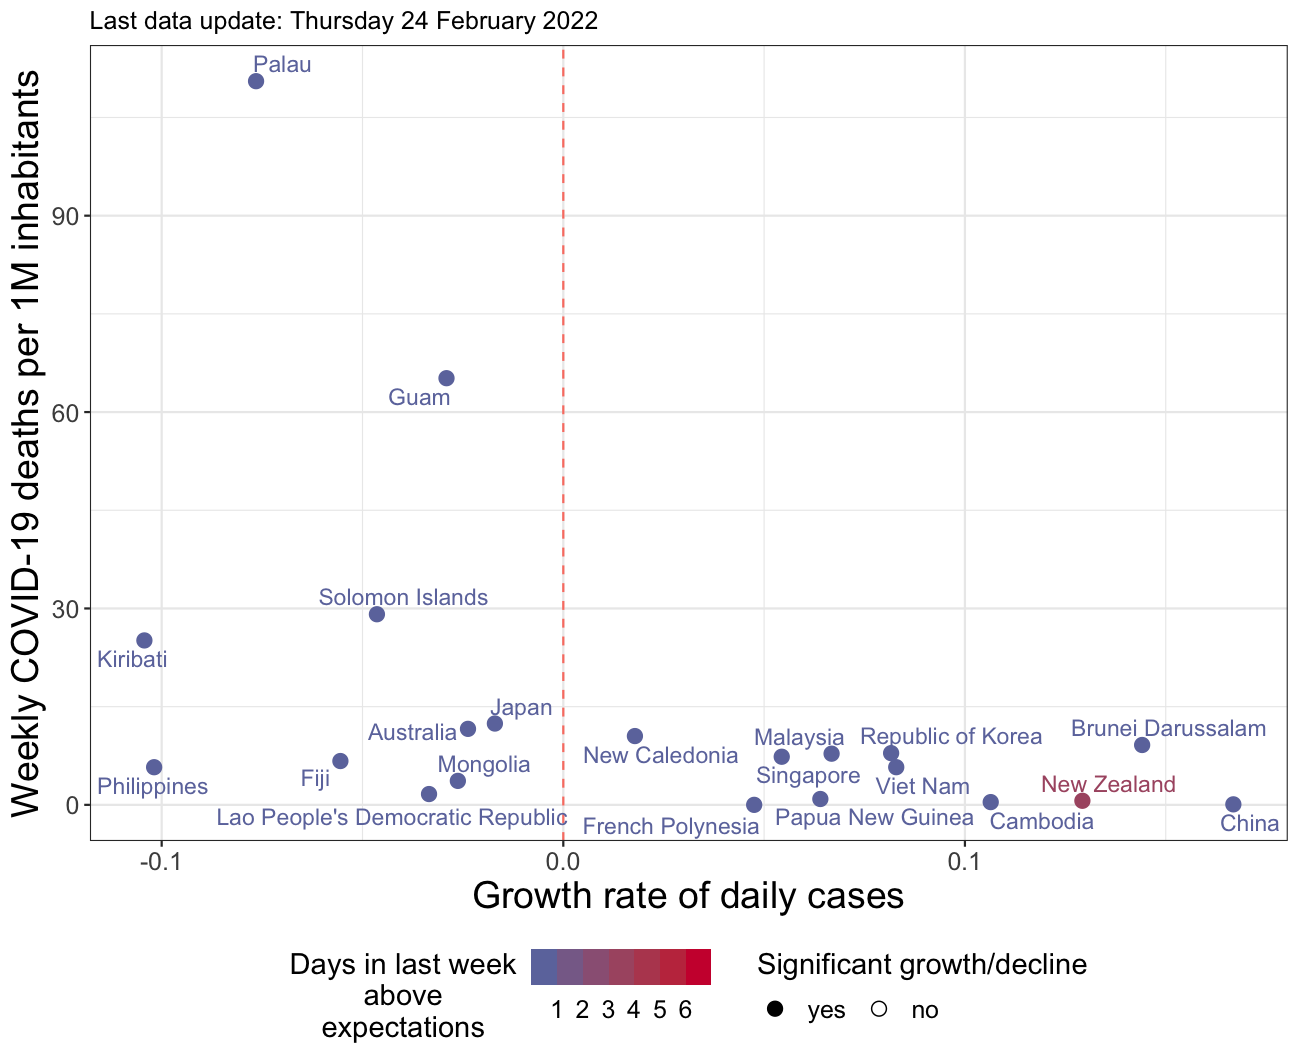 Last data update: Thursday 24 February 2022
Weekly COVID-19 deaths per 1M inhabitants
90
60
30
0
Palau
Guam
Solomon Islands
Kiribati
Japan
Australia
Mongolia
Fiji
Philippines
Lao People's Democratic Republic
New Caledonia
Malaysia
Republic of Korea
Brunei Darussalam
Singapore
Viet Nam
New Zealand
French Polynesia
Papua New Guinea
Cambodia
China
-0.1
0.0
0.1
Growth rate of daily cases
Days in last week
above
expectations
1 2 3 4 5 6
Significant growth/decline
yes no